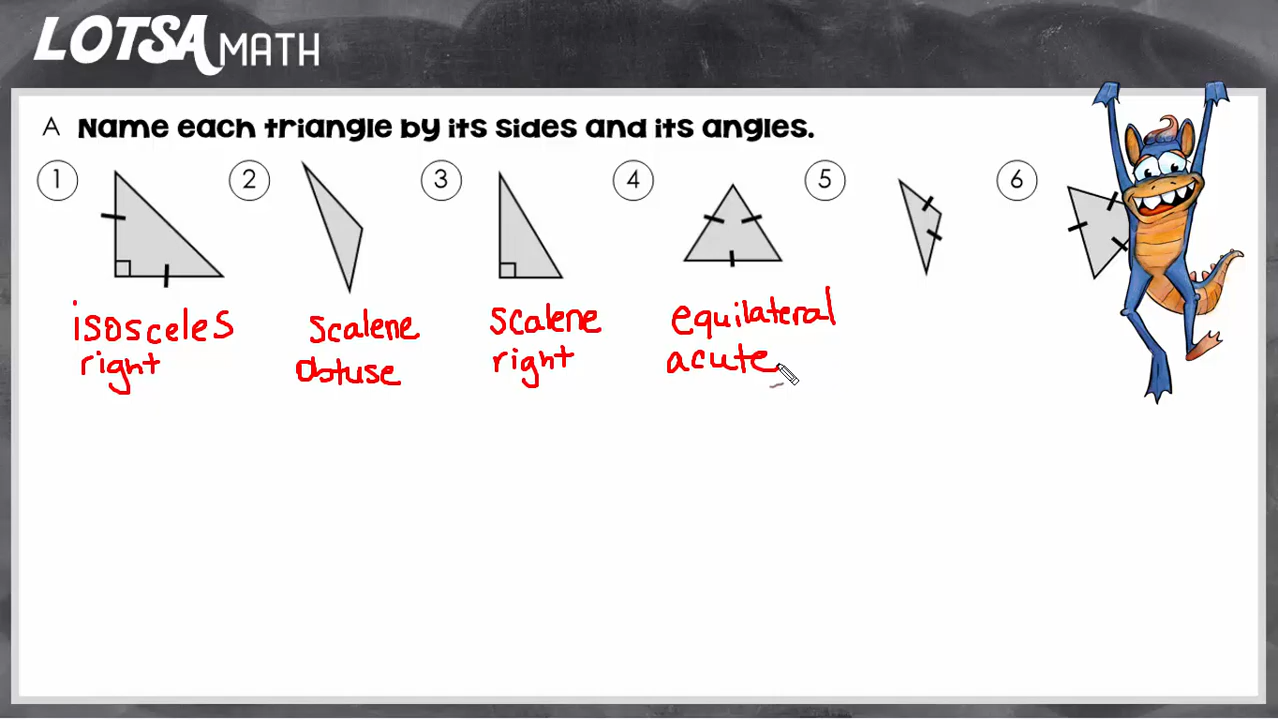 LOTSA MATH
A Name each triangle by its sides and its angles.
1 2 3 4 5 6
isosceles right
scalene obtuse
scalene right
equilateral acute